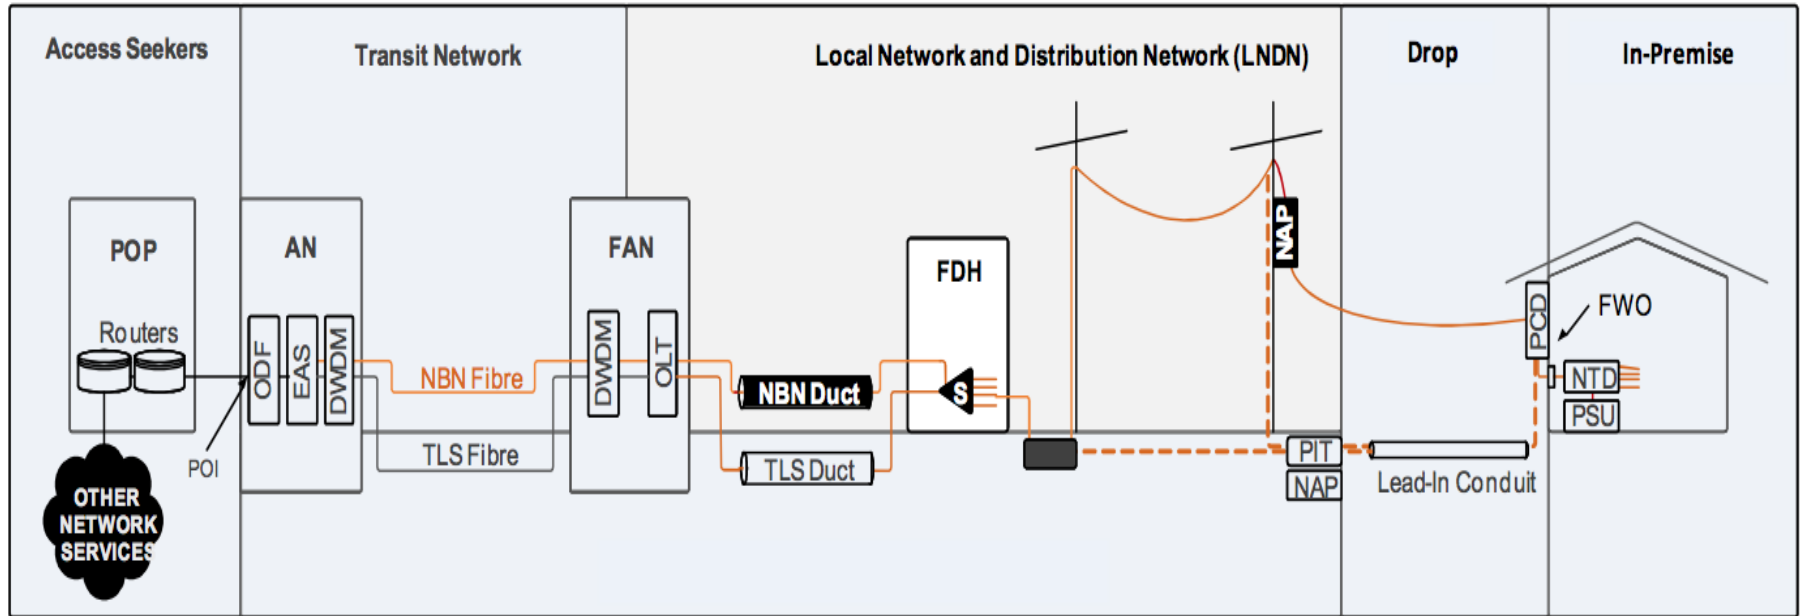 Access Seekers
Transit Network
Local Network and Distribution Network (LNDN)
Drop
In-Premise
POP
Routers
POI
OTHER
NETWORK
SERVICES
AN
ODF
EAS
DWDM
NBN Fibre
TLS Fibre
FAN
DWDM
OLT
NBN Duct
TLS Duct
FDH
S
NAP
PIT
NAP
Lead-In Conduit
PCD
FWO
NTD
PSU